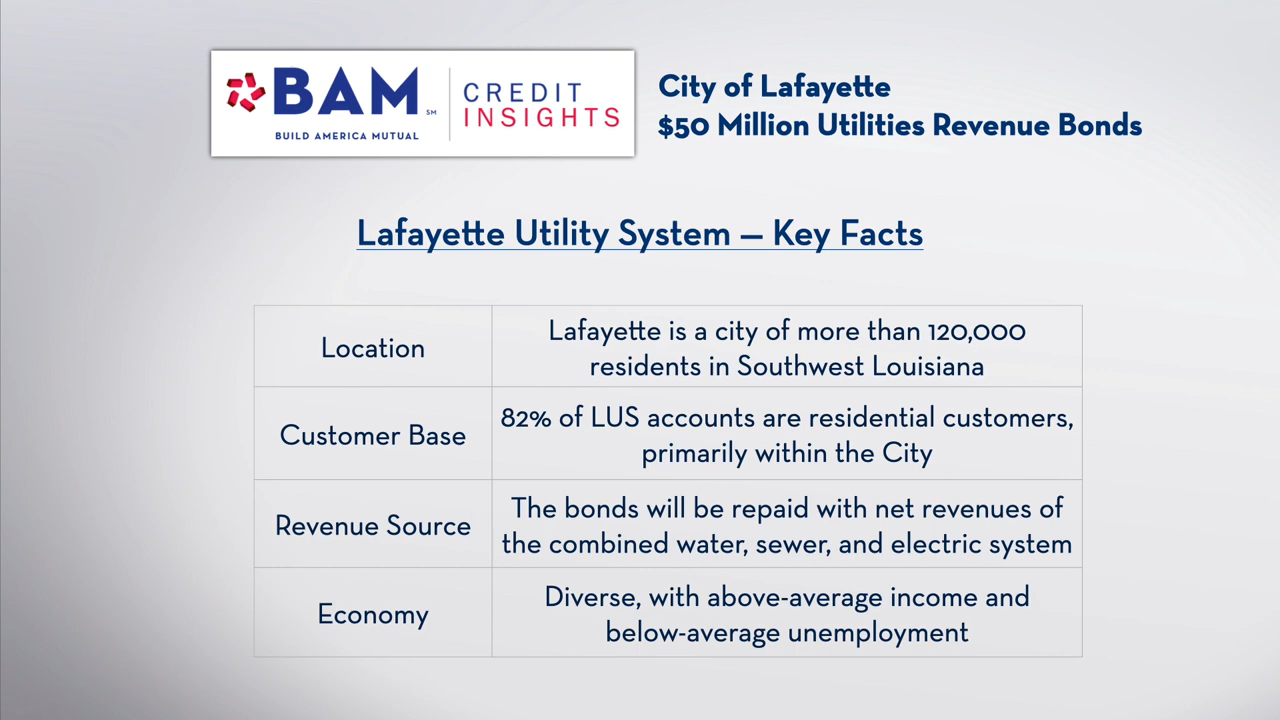 BAM SM
BUILD AMERICA MUTUAL
CREDIT
INSIGHTS
City of Lafayette
$50 Million Utilities Revenue Bonds
Lafayette Utility System – Key Facts
Location
Lafayette is a city of more than 120,000
residents in Southwest Louisiana
Customer Base
82% of LUS accounts are residential customers,
primarily within the City
Revenue Source
The bonds will be repaid with net revenues of
the combined water, sewer, and electric system
Economy
Diverse, with above-average income and
below-average unemployment